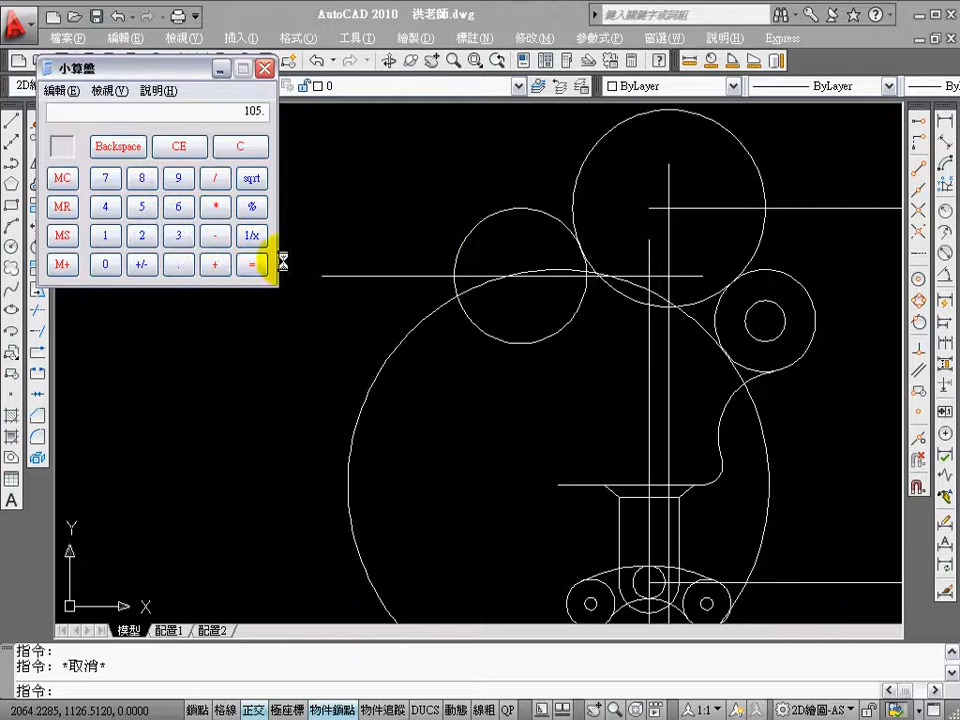 AutoCAD 2010 洪老師.dwg
鍵入關鍵字或詞組
檔案(F) 編輯(E) 檢視(V) 插入(I) 格式(O) 工具(T) 繪製(D) 標註(N) 修改(M) 參數式(P) 視窗(W) 說明(H) Express
小算盤
編輯(E) 檢視(V) 說明(H)
105.
0
ByLayer
ByLayer
Backspace CE C
MC 7 8 9 / sqrt
MR 4 5 6 * %
MS 1 2 3 - 1/x
M+ 0 +/- . + =
A
Y
X
模型 配置1 配置2
指令:
指令: *取消*
指令:
2064.2285, 1126.5120, 0.0000 鎖點 格線 正交 極座標 物件鎖點 物件追蹤 DUCS 動態 線粗 QP 1:1 2D繪圖-AS